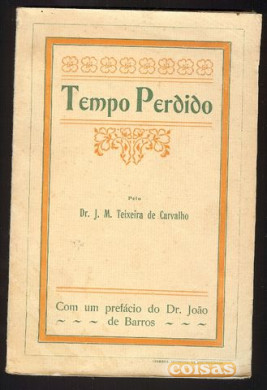 Tempo Perdido
Pelo
Dr. J. M. Teixeira de Carvalho
Com um prefácio do Dr. João
~ ~ ~ ~ de Barros ~ ~ ~ ~
coisas